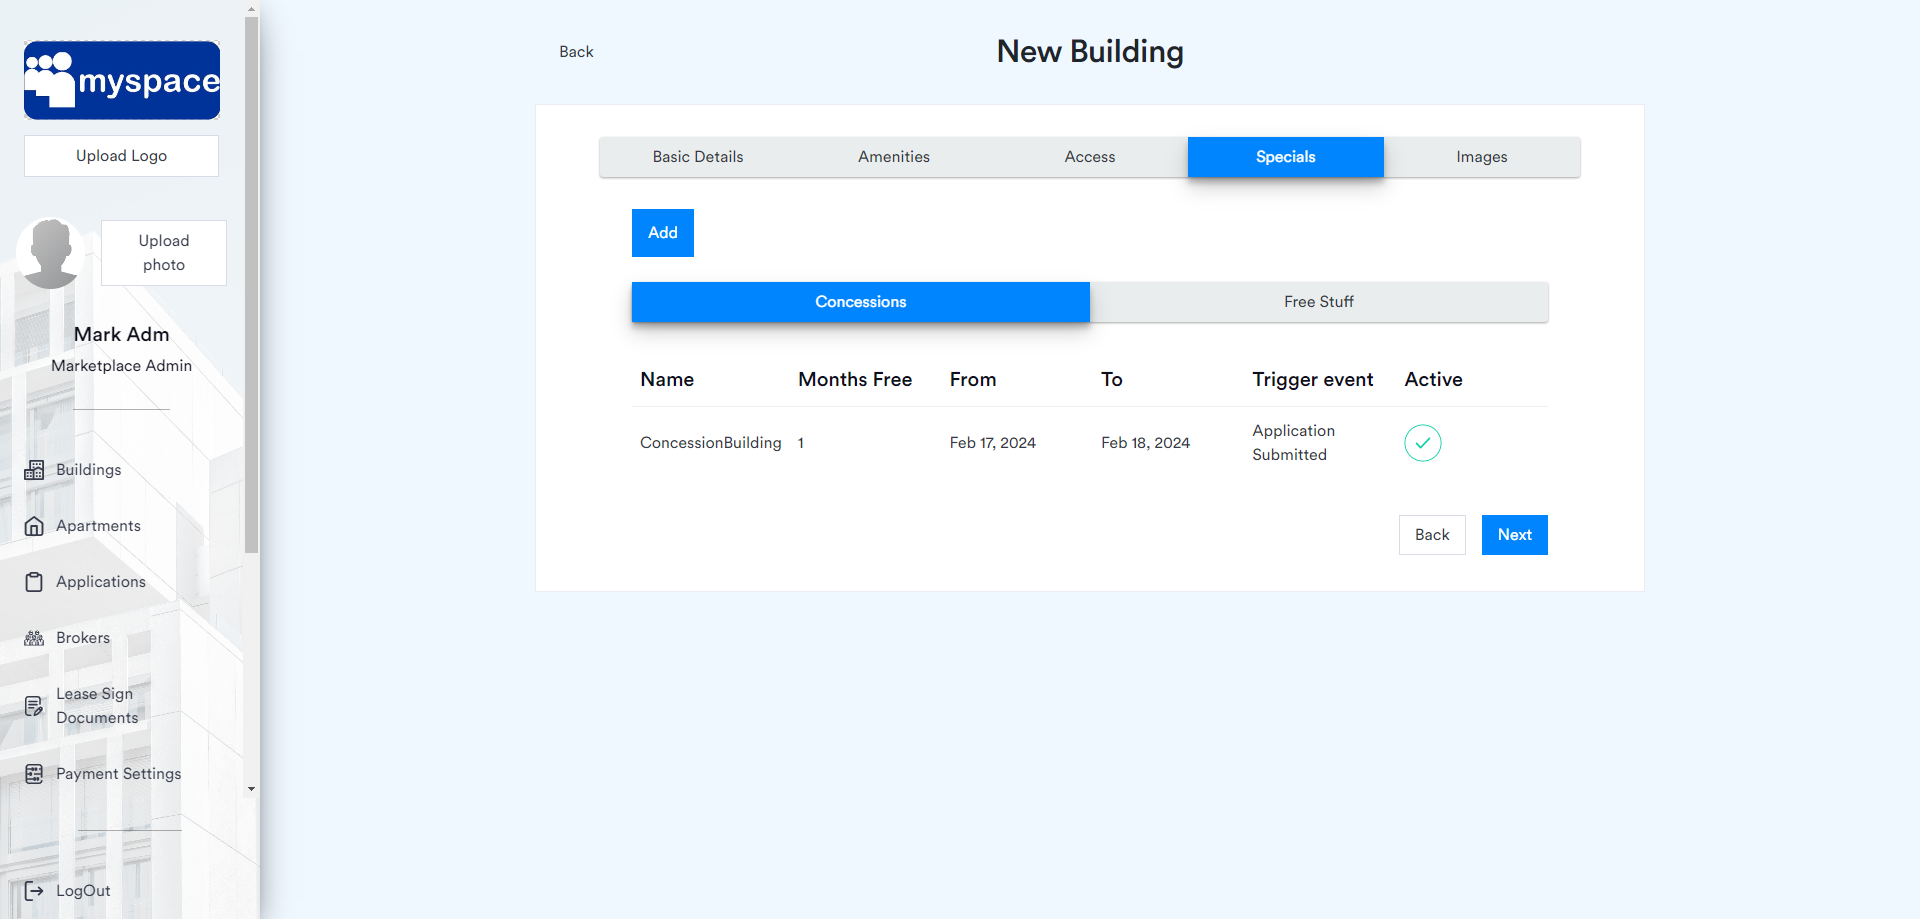 myspace
Upload Logo
Upload
photo
Mark Adm
Marketplace Admin
Buildings
Apartments
Applications
Brokers
Lease Sign
Documents
Payment Settings
LogOut
Back
New Building
Basic Details
Amenities
Access
Specials
Images
Add
Concessions
Free Stuff
Name
Months Free
From
To
Trigger event
Active
ConcessionBuilding
1
Feb 17, 2024
Feb 18, 2024
Application
Submitted
Back
Next